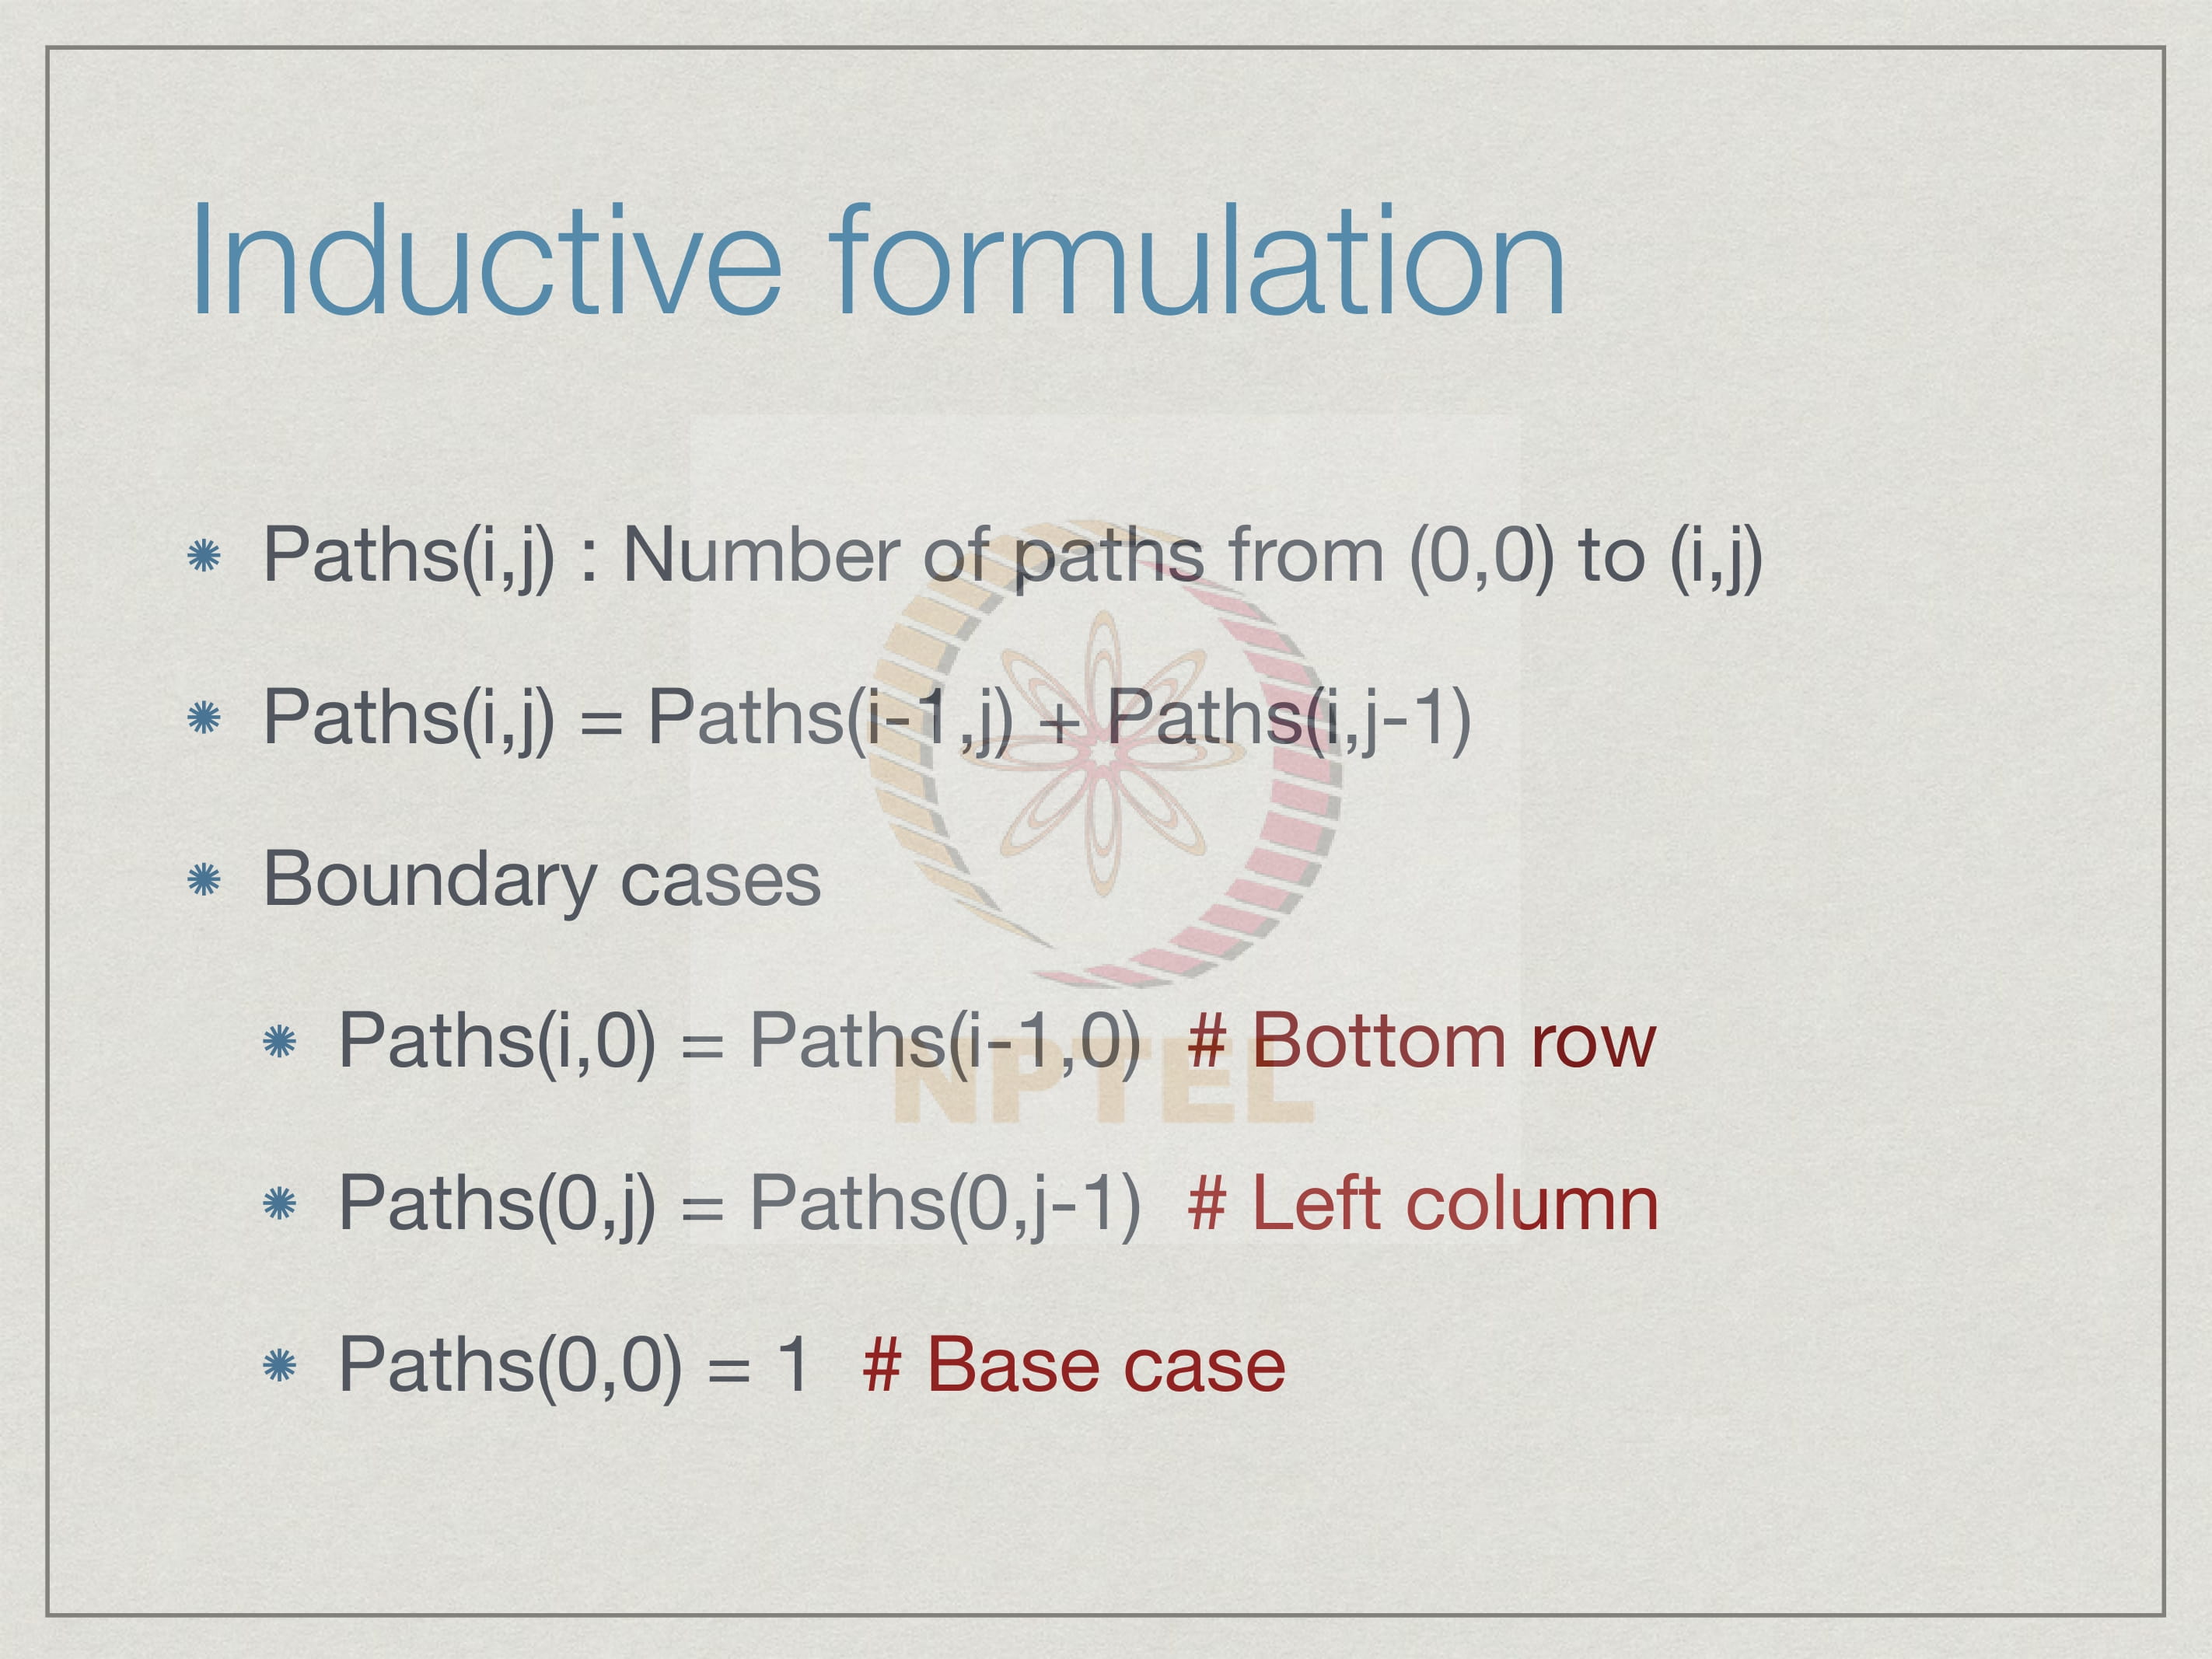 Inductive formulation
Paths(i,j) : Number of paths from (0,0) to (i,j)
Paths(i,j) = Paths(i-1,j) + Paths(i,j-1)
Boundary cases
Paths(i,0) = Paths(i-1,0) # Bottom row
NPTEL
Paths(0,j) = Paths(0,j-1) # Left column
Paths(0,0) = 1 # Base case